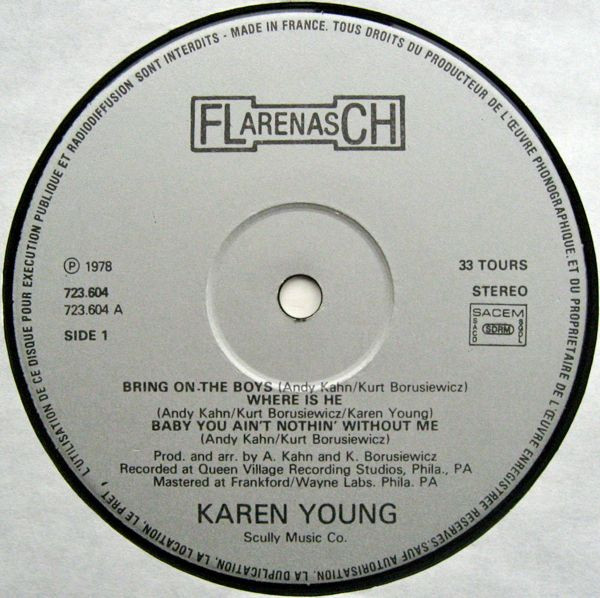 MADE IN FRANCE. TOUS DROITS DU PRODUCTEUR DE L'ŒUVRE PHONOGRAPHIQUE.ET DU PROPRIETAIRE DE L'ŒUVRE ENREGISTREE RESERVES.SAUF AUTORISATION, LA DUPLICATION, LA LOCATION, LE PRET, L'UTILISATION DE CE DISQUE POUR EXECUTION PUBLIQUE ET RADIODIFFUSION SONT INTERDITS -
FLARENASCH
℗ 1978
33 TOURS
723.604
STEREO
723.604 A
SACEM
SACD SDRM SGDL
SIDE 1
BRING ON-THE BOYS (Andy Kahn/Kurt Borusiewicz)
WHERE IS HE
(Andy Kahn/Kurt Borusiewicz/Karen Young)
BABY YOU AIN'T NOTHIN' WITHOUT ME
(Andy Kahn/Kurt Borusiewicz)
Prod. and arr. by A. Kahn and K. Borusiewicz
Recorded at Queen Village Recording Studios, Phila., PA
Mastered at Frankford/Wayne Labs. Phila. PA
KAREN YOUNG
Scully Music Co.